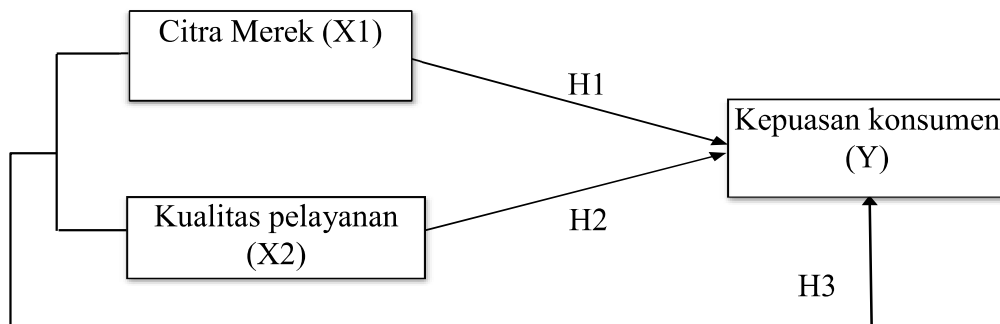 Citra Merek (X1)
H1
Kepuasan konsumen
(Y)
Kualitas pelayanan
(X2)
H2
H3